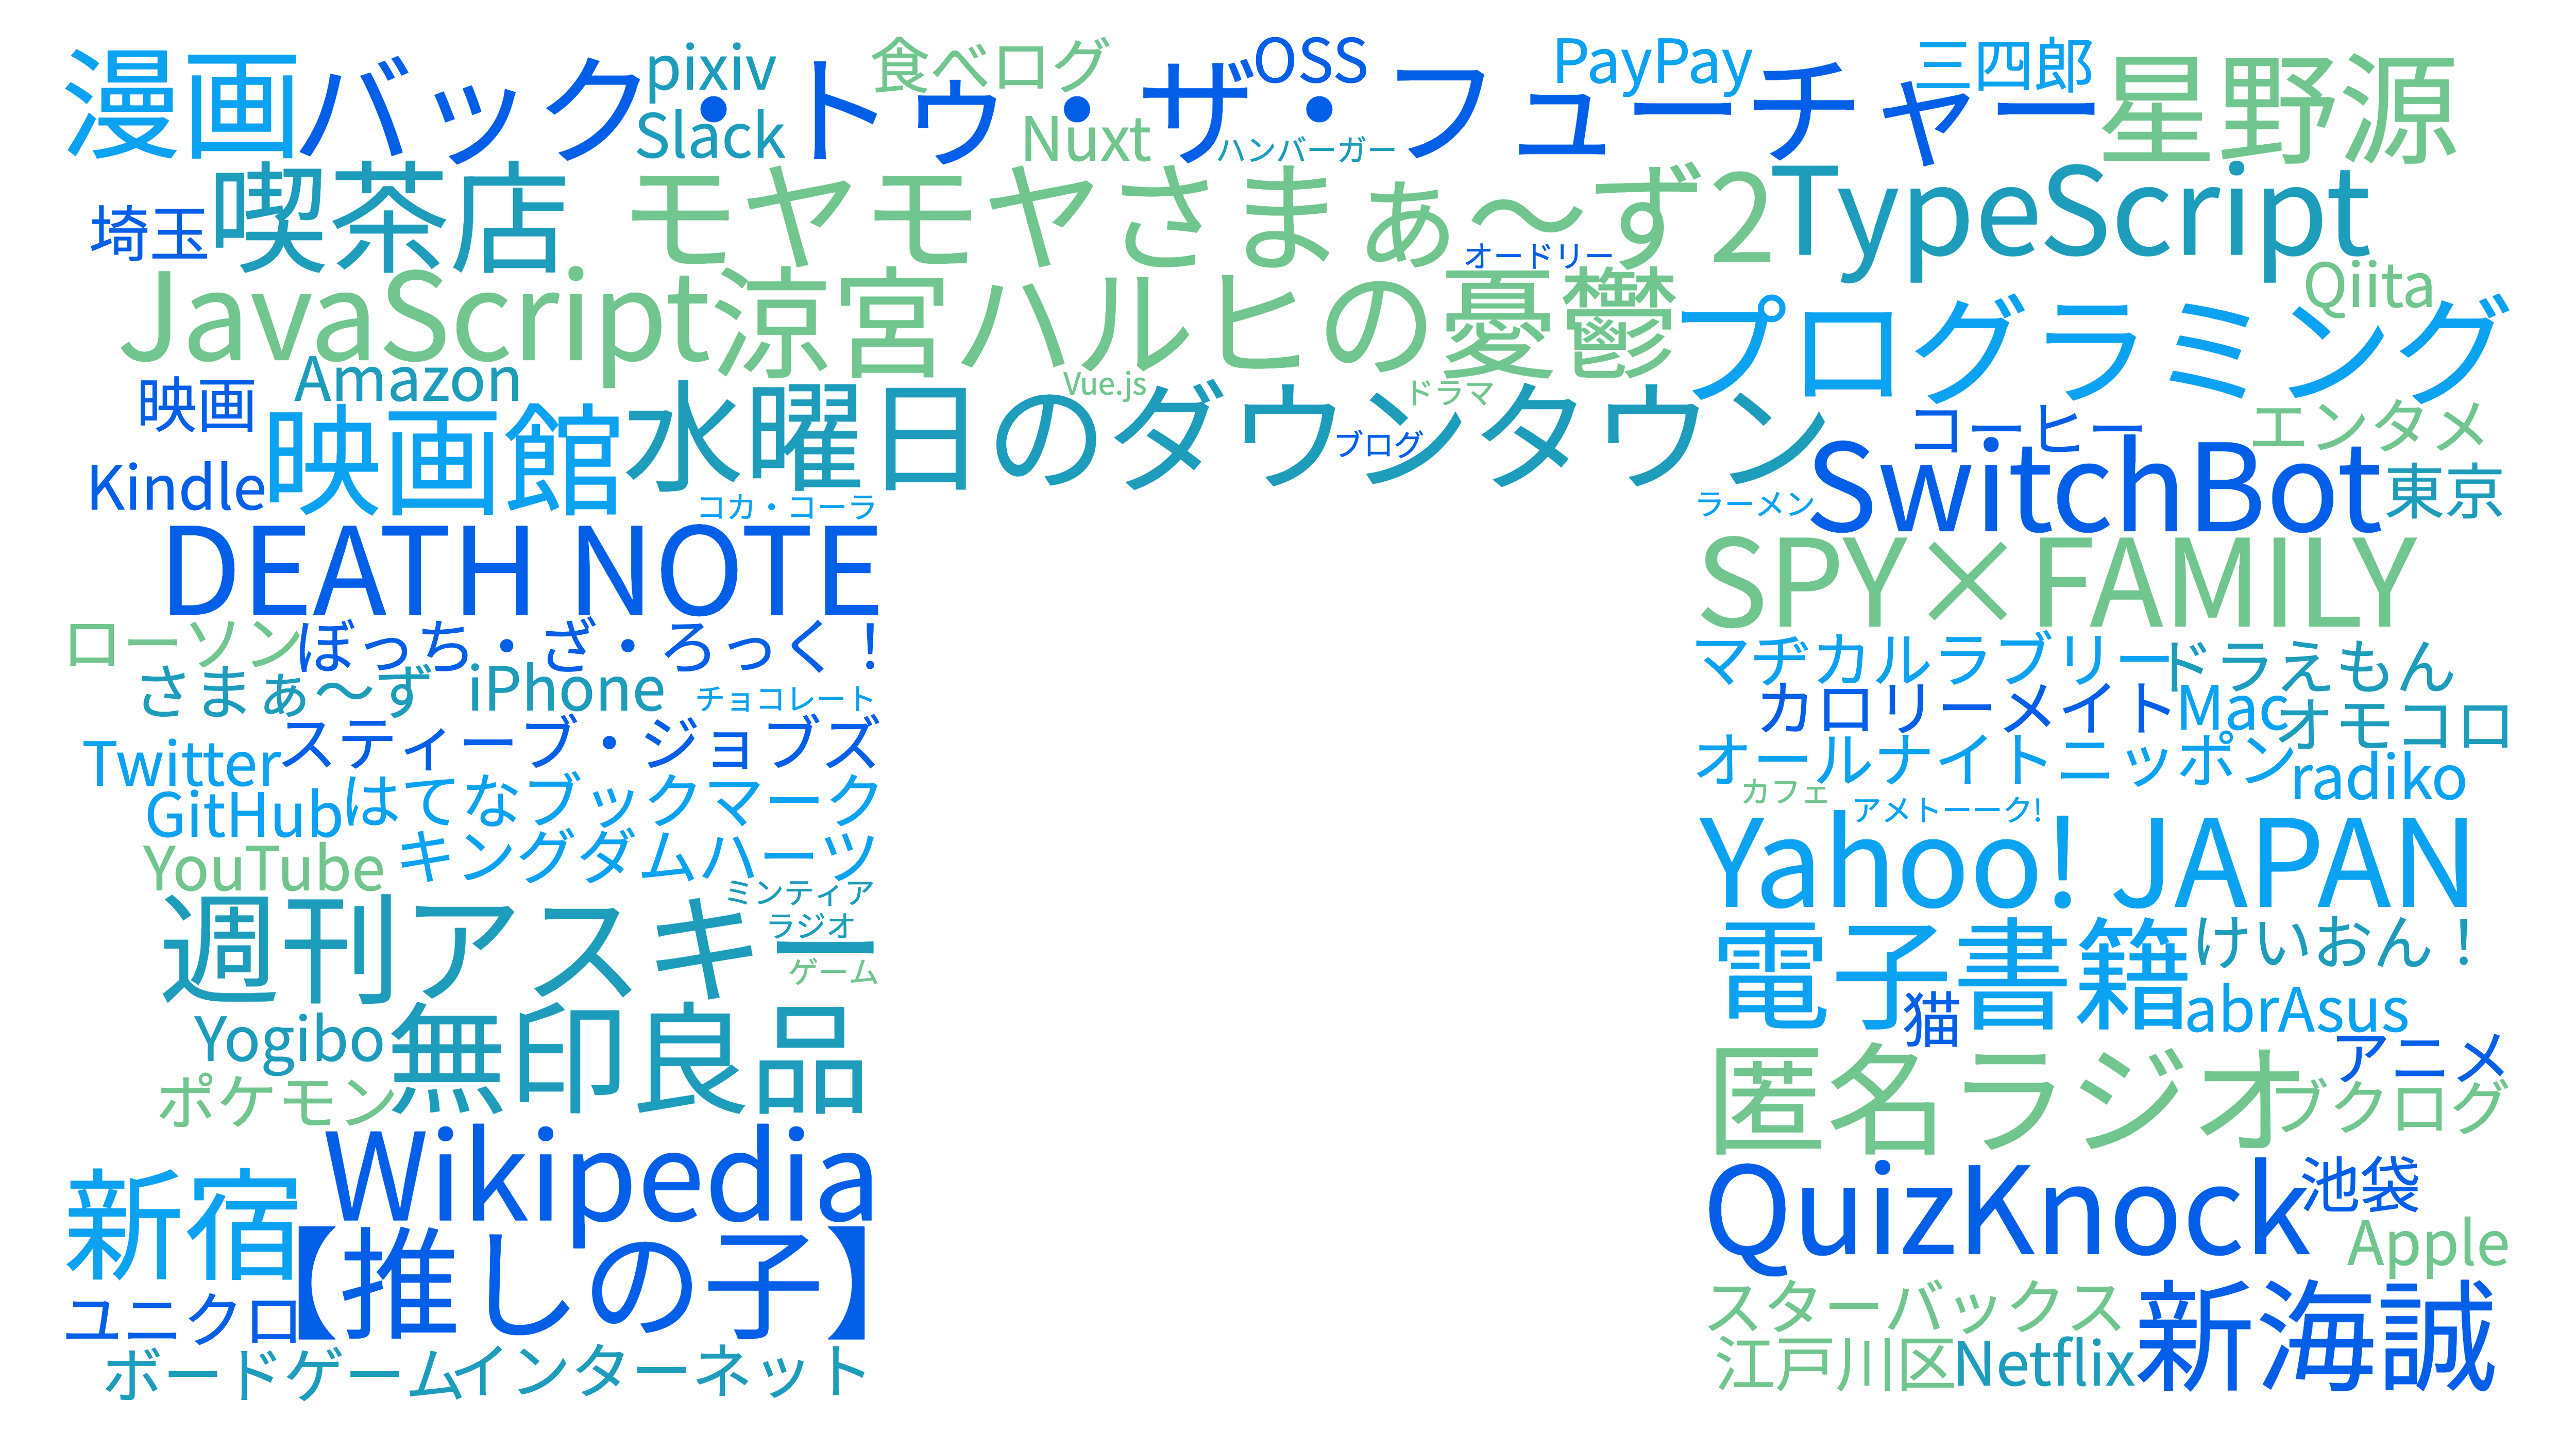 漫画
バック・トゥ・ザ・フューチャー
pixiv
食べログ
OSS
PayPay
三四郎
星野源
Slack
Nuxt
ハンバーガー
埼玉
喫茶店
モヤモヤさまぁ～ず2
TypeScript
オードリー
Qiita
JavaScript
涼宮ハルヒの憂鬱
プログラミング
Amazon
Vue.js
ドラマ
映画
映画館
水曜日のダウンタウン
ブログ
コーヒー
エンタメ
Kindle
SwitchBot
東京
コカ・コーラ
ラーメン
DEATH NOTE
SPY×FAMILY
ローソン
ぼっち・ざ・ろっく！
マヂカルラブリー
ドラえもん
さまぁ～ず
iPhone
チョコレート
カロリーメイト
Mac
オモコロ
Twitter
スティーブ・ジョブズ
オールナイトニッポン
radiko
GitHub
はてなブックマーク
カフェ
アメトーーク!
YouTube
キングダムハーツ
Yahoo! JAPAN
ミンティア
ラジオ
週刊アスキー
ゲーム
電子書籍
けいおん！
猫
abrAsus
Yogibo
無印良品
アニメ
ポケモン
匿名ラジオ
ブクログ
Wikipedia
QuizKnock
池袋
新宿
Apple
【推しの子】
ユニクロ
スターバックス
新海誠
ボードゲーム
インターネット
江戸川区
Netflix